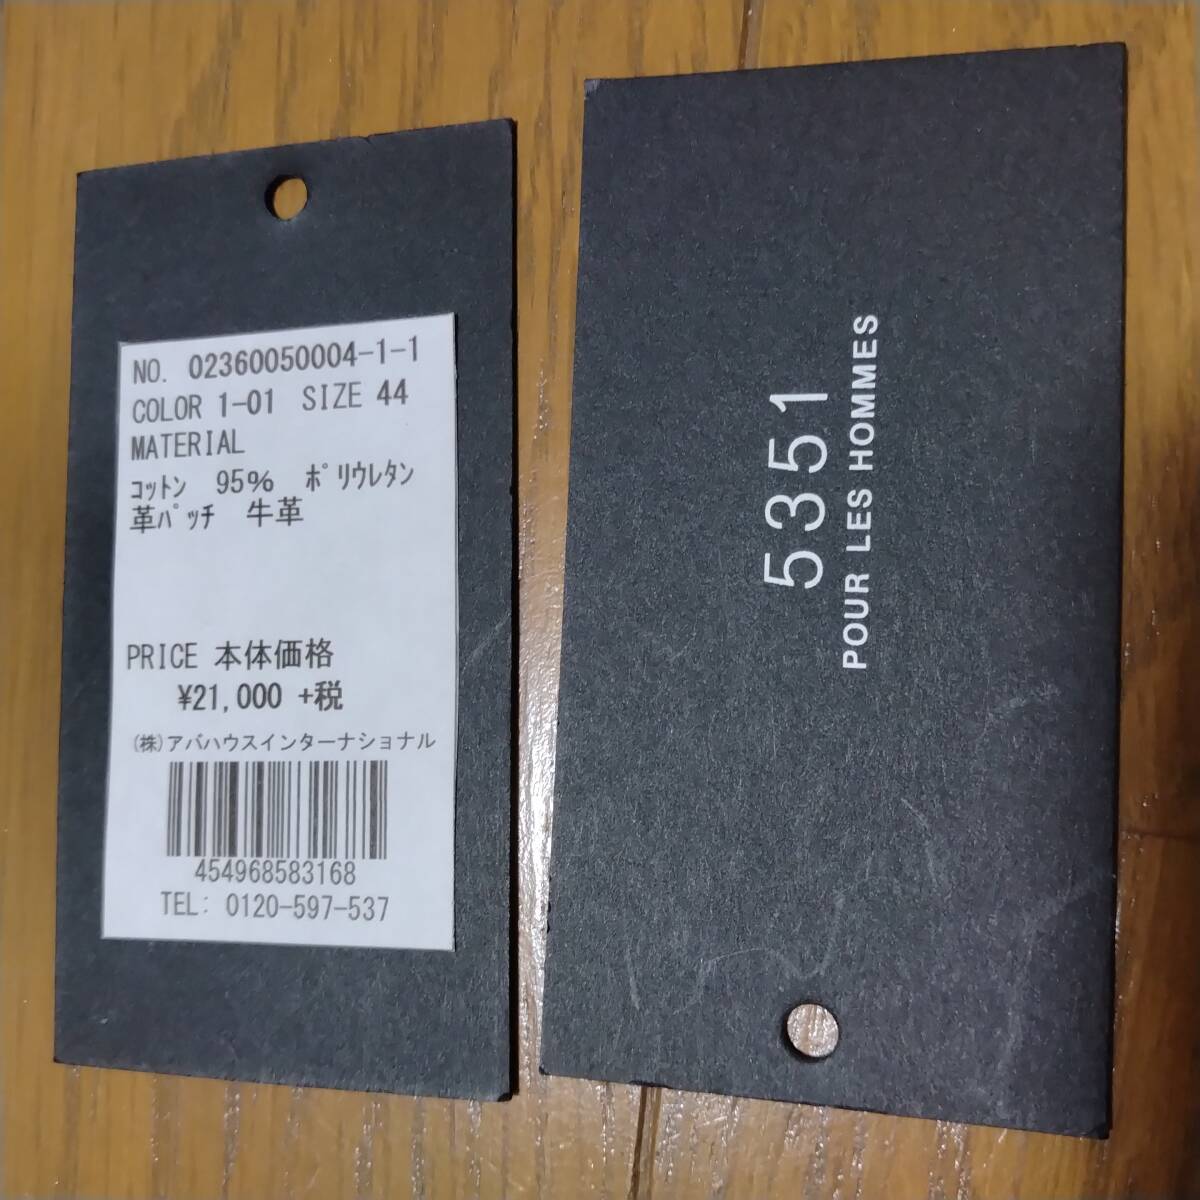 NO. 02360050004-1-1
COLOR 1-01 SIZE 44
MATERIAL
ｺｯﾄﾝ 95% ﾎﾟﾘｳﾚﾀﾝ
革ﾊﾟｯﾁ 牛革
PRICE 本体価格
¥21,000 +税
(株)アバハウスインターナショナル
454968583168
TEL: 0120-597-537
5351
POUR LES HOMMES